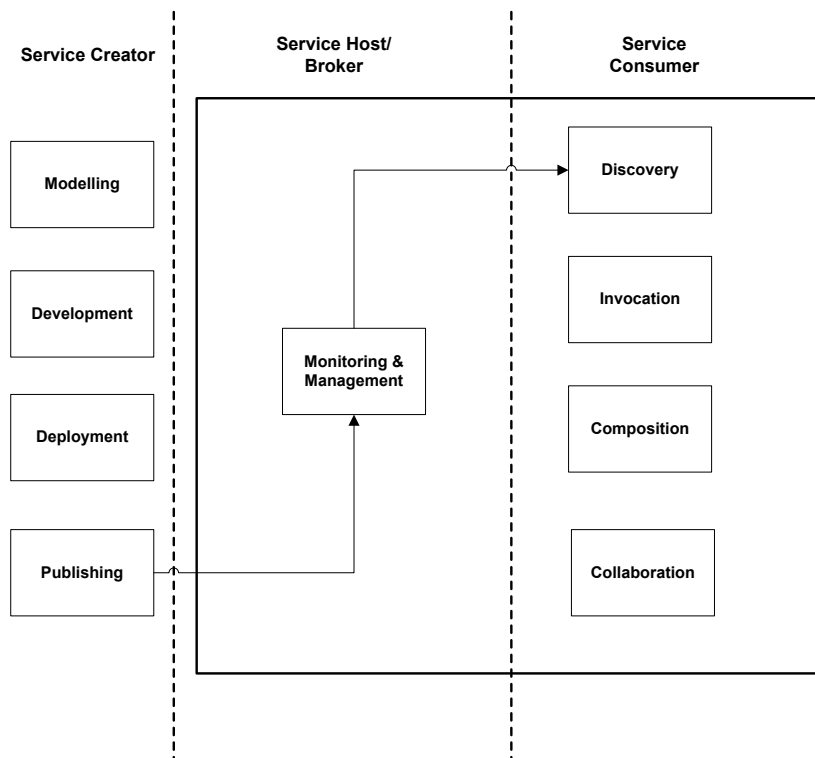 Service Creator
Service Host/
Broker
Service
Consumer
Modelling
Development
Deployment
Publishing
Monitoring &
Management
Discovery
Invocation
Composition
Collaboration